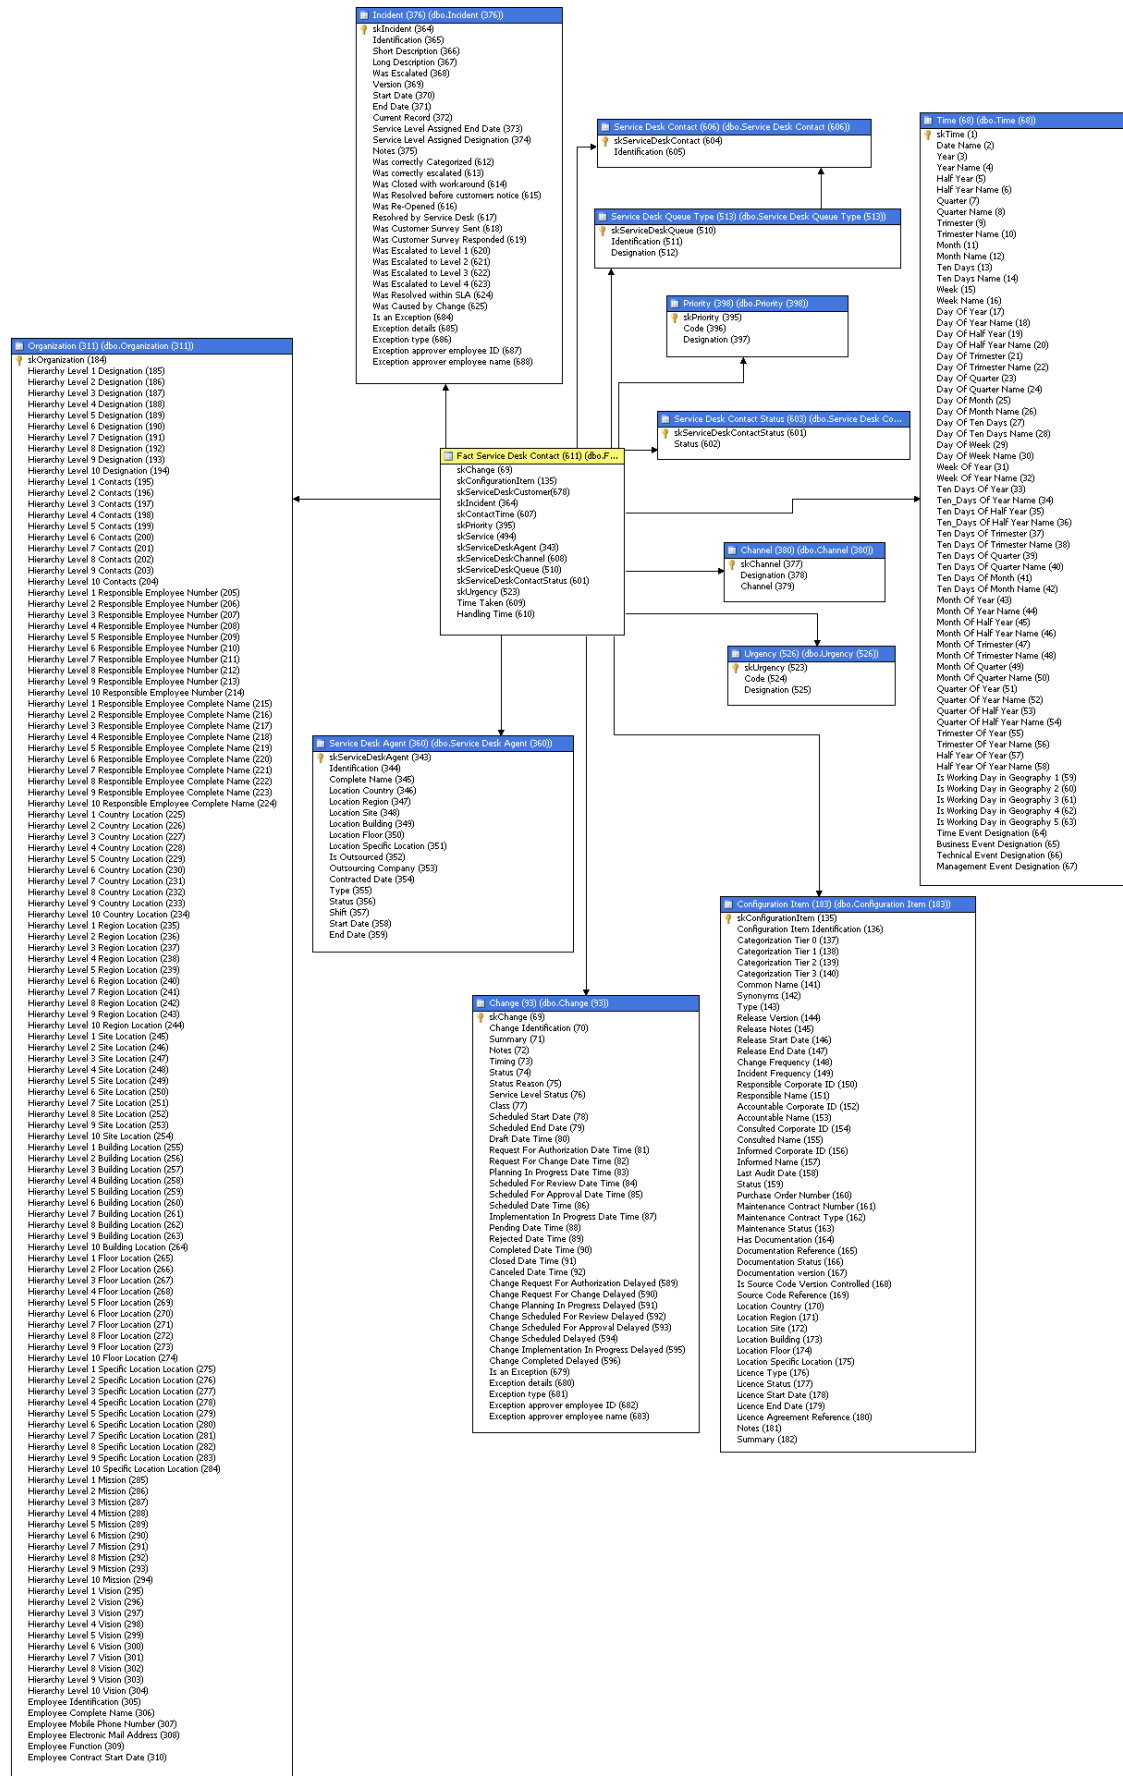 Incident (376) (dbo.Incident (376))
skIncident (364)
Identification (365)
Short Description (366)
Long Description (367)
Was Escalated (368)
Version (369)
Start Date (370)
End Date (371)
Current Record (372)
Service Level Assigned End Date (373)
Service Level Assigned Designation (374)
Notes (375)
Was correctly Categorized (612)
Was correctly escalated (613)
Was Closed with workaround (614)
Was Resolved before customers notice (615)
Was Re-Opened (616)
Resolved by Service Desk (617)
Was Customer Survey Sent (618)
Was Customer Survey Responded (619)
Was Escalated to Level 1 (620)
Was Escalated to Level 2 (621)
Was Escalated to Level 3 (622)
Was Escalated to Level 4 (623)
Was Resolved within SLA (624)
Was Caused by Change (625)
Is an Exception (684)
Exception details (685)
Exception type (686)
Exception approver employee ID (687)
Exception approver employee name (688)
Service Desk Contact (606) (dbo.Service Desk Contact (606))
skServiceDeskContact (604)
Identification (605)
Service Desk Queue Type (513) (dbo.Service Desk Queue Type (513))
skServiceDeskQueue (510)
Identification (511)
Designation (512)
Priority (398) (dbo.Priority (398))
skPriority (395)
Code (396)
Designation (397)
Service Desk Contact Status (603) (dbo.Service Desk Co...
skServiceDeskContactStatus (601)
Status (602)
Time (68) (dbo.Time (68))
skTime (1)
Date Name (2)
Year (3)
Year Name (4)
Half Year (5)
Half Year Name (6)
Quarter (7)
Quarter Name (8)
Trimester (9)
Trimester Name (10)
Month (11)
Month Name (12)
Ten Days (13)
Ten Days Name (14)
Week (15)
Week Name (16)
Day Of Year (17)
Day Of Year Name (18)
Day Of Half Year (19)
Day Of Half Year Name (20)
Day Of Trimester (21)
Day Of Trimester Name (22)
Day Of Quarter (23)
Day Of Quarter Name (24)
Day Of Month (25)
Day Of Month Name (26)
Day Of Ten Days (27)
Day Of Ten Days Name (28)
Day Of Week (29)
Day Of Week Name (30)
Week Of Year (31)
Week Of Year Name (32)
Ten Days Of Year (33)
Ten_Days Of Year Name (34)
Ten Days Of Half Year (35)
Ten_Days Of Half Year Name (36)
Ten Days Of Trimester (37)
Ten Days Of Trimester Name (38)
Ten Days Of Quarter (39)
Ten Days Of Quarter Name (40)
Ten Days Of Month (41)
Ten Days Of Month Name (42)
Month Of Year (43)
Month Of Year Name (44)
Month Of Half Year (45)
Month Of Half Year Name (46)
Month Of Trimester (47)
Month Of Trimester Name (48)
Month Of Quarter (49)
Month Of Quarter Name (50)
Quarter Of Year (51)
Quarter Of Year Name (52)
Quarter Of Half Year (53)
Quarter Of Half Year Name (54)
Trimester Of Year (55)
Trimester Of Year Name (56)
Half Year Of Year (57)
Half Year Of Year Name (58)
Is Working Day in Geography 1 (59)
Is Working Day in Geography 2 (60)
Is Working Day in Geography 3 (61)
Is Working Day in Geography 4 (62)
Is Working Day in Geography 5 (63)
Time Event Designation (64)
Business Event Designation (65)
Technical Event Designation (66)
Management Event Designation (67)
Organization (311) (dbo.Organization (311))
skOrganization (184)
Hierarchy Level 1 Designation (185)
Hierarchy Level 2 Designation (186)
Hierarchy Level 3 Designation (187)
Hierarchy Level 4 Designation (188)
Hierarchy Level 5 Designation (189)
Hierarchy Level 6 Designation (190)
Hierarchy Level 7 Designation (191)
Hierarchy Level 8 Designation (192)
Hierarchy Level 9 Designation (193)
Hierarchy Level 10 Designation (194)
Hierarchy Level 1 Contacts (195)
Hierarchy Level 2 Contacts (196)
Hierarchy Level 3 Contacts (197)
Hierarchy Level 4 Contacts (198)
Hierarchy Level 5 Contacts (199)
Hierarchy Level 6 Contacts (200)
Hierarchy Level 7 Contacts (201)
Hierarchy Level 8 Contacts (202)
Hierarchy Level 9 Contacts (203)
Hierarchy Level 10 Contacts (204)
Hierarchy Level 1 Responsible Employee Number (205)
Hierarchy Level 2 Responsible Employee Number (206)
Hierarchy Level 3 Responsible Employee Number (207)
Hierarchy Level 4 Responsible Employee Number (208)
Hierarchy Level 5 Responsible Employee Number (209)
Hierarchy Level 6 Responsible Employee Number (210)
Hierarchy Level 7 Responsible Employee Number (211)
Hierarchy Level 8 Responsible Employee Number (212)
Hierarchy Level 9 Responsible Employee Number (213)
Hierarchy Level 10 Responsible Employee Number (214)
Hierarchy Level 1 Responsible Employee Complete Name (215)
Hierarchy Level 2 Responsible Employee Complete Name (216)
Hierarchy Level 3 Responsible Employee Complete Name (217)
Hierarchy Level 4 Responsible Employee Complete Name (218)
Hierarchy Level 5 Responsible Employee Complete Name (219)
Hierarchy Level 6 Responsible Employee Complete Name (220)
Hierarchy Level 7 Responsible Employee Complete Name (221)
Hierarchy Level 8 Responsible Employee Complete Name (222)
Hierarchy Level 9 Responsible Employee Complete Name (223)
Hierarchy Level 10 Responsible Employee Complete Name (224)
Hierarchy Level 1 Country Location (225)
Hierarchy Level 2 Country Location (226)
Hierarchy Level 3 Country Location (227)
Hierarchy Level 4 Country Location (228)
Hierarchy Level 5 Country Location (229)
Hierarchy Level 6 Country Location (230)
Hierarchy Level 7 Country Location (231)
Hierarchy Level 8 Country Location (232)
Hierarchy Level 9 Country Location (233)
Hierarchy Level 10 Country Location (234)
Hierarchy Level 1 Region Location (235)
Hierarchy Level 2 Region Location (236)
Hierarchy Level 3 Region Location (237)
Hierarchy Level 4 Region Location (238)
Hierarchy Level 5 Region Location (239)
Hierarchy Level 6 Region Location (240)
Hierarchy Level 7 Region Location (241)
Hierarchy Level 8 Region Location (242)
Hierarchy Level 9 Region Location (243)
Hierarchy Level 10 Region Location (244)
Hierarchy Level 1 Site Location (245)
Hierarchy Level 2 Site Location (246)
Hierarchy Level 3 Site Location (247)
Hierarchy Level 4 Site Location (248)
Hierarchy Level 5 Site Location (249)
Hierarchy Level 6 Site Location (250)
Hierarchy Level 7 Site Location (251)
Hierarchy Level 8 Site Location (252)
Hierarchy Level 9 Site Location (253)
Hierarchy Level 10 Site Location (254)
Hierarchy Level 1 Building Location (255)
Hierarchy Level 2 Building Location (256)
Hierarchy Level 3 Building Location (257)
Hierarchy Level 4 Building Location (258)
Hierarchy Level 5 Building Location (259)
Hierarchy Level 6 Building Location (260)
Hierarchy Level 7 Building Location (261)
Hierarchy Level 8 Building Location (262)
Hierarchy Level 9 Building Location (263)
Hierarchy Level 10 Building Location (264)
Hierarchy Level 1 Floor Location (265)
Hierarchy Level 2 Floor Location (266)
Hierarchy Level 3 Floor Location (267)
Hierarchy Level 4 Floor Location (268)
Hierarchy Level 5 Floor Location (269)
Hierarchy Level 6 Floor Location (270)
Hierarchy Level 7 Floor Location (271)
Hierarchy Level 8 Floor Location (272)
Hierarchy Level 9 Floor Location (273)
Hierarchy Level 10 Floor Location (274)
Hierarchy Level 1 Specific Location Location (275)
Hierarchy Level 2 Specific Location Location (276)
Hierarchy Level 3 Specific Location Location (277)
Hierarchy Level 4 Specific Location Location (278)
Hierarchy Level 5 Specific Location Location (279)
Hierarchy Level 6 Specific Location Location (280)
Hierarchy Level 7 Specific Location Location (281)
Hierarchy Level 8 Specific Location Location (282)
Hierarchy Level 9 Specific Location Location (283)
Hierarchy Level 10 Specific Location Location (284)
Hierarchy Level 1 Mission (285)
Hierarchy Level 2 Mission (286)
Hierarchy Level 3 Mission (287)
Hierarchy Level 4 Mission (288)
Hierarchy Level 5 Mission (289)
Hierarchy Level 6 Mission (290)
Hierarchy Level 7 Mission (291)
Hierarchy Level 8 Mission (292)
Hierarchy Level 9 Mission (293)
Hierarchy Level 10 Mission (294)
Hierarchy Level 1 Vision (295)
Hierarchy Level 2 Vision (296)
Hierarchy Level 3 Vision (297)
Hierarchy Level 4 Vision (298)
Hierarchy Level 5 Vision (299)
Hierarchy Level 6 Vision (300)
Hierarchy Level 7 Vision (301)
Hierarchy Level 8 Vision (302)
Hierarchy Level 9 Vision (303)
Hierarchy Level 10 Vision (304)
Employee Identification (305)
Employee Complete Name (306)
Employee Mobile Phone Number (307)
Employee Electronic Mail Address (308)
Employee Function (309)
Employee Contract Start Date (310)
Fact Service Desk Contact (611) (dbo.F...
skChange (69)
skConfigurationItem (135)
skServiceDeskCustomer(678)
skIncident (364)
skContactTime (607)
skPriority (395)
skService (494)
skServiceDeskAgent (343)
skServiceDeskChannel (608)
skServiceDeskQueue (510)
skServiceDeskContactStatus (601)
skUrgency (523)
Time Taken (609)
Handling Time (610)
Channel (380) (dbo.Channel (380))
skChannel (377)
Designation (378)
Channel (379)
Urgency (526) (dbo.Urgency (526))
skUrgency (523)
Code (524)
Designation (525)
Service Desk Agent (360) (dbo.Service Desk Agent (360))
skServiceDeskAgent (343)
Identification (344)
Complete Name (345)
Location Country (346)
Location Region (347)
Location Site (348)
Location Building (349)
Location Floor (350)
Location Specific Location (351)
Is Outsourced (352)
Outsourcing Company (353)
Contracted Date (354)
Type (355)
Status (356)
Shift (357)
Start Date (358)
End Date (359)
Change (93) (dbo.Change (93))
skChange (69)
Change Identification (70)
Summary (71)
Notes (72)
Timing (73)
Status (74)
Status Reason (75)
Service Level Status (76)
Class (77)
Scheduled Start Date (78)
Scheduled End Date (79)
Draft Date Time (80)
Request For Authorization Date Time (81)
Request For Change Date Time (82)
Planning In Progress Date Time (83)
Scheduled For Review Date Time (84)
Scheduled For Approval Date Time (85)
Scheduled Date Time (86)
Implementation In Progress Date Time (87)
Pending Date Time (88)
Rejected Date Time (89)
Completed Date Time (90)
Closed Date Time (91)
Canceled Date Time (92)
Change Request For Authorization Delayed (589)
Change Request For Change Delayed (590)
Change Planning In Progress Delayed (591)
Change Scheduled For Review Delayed (592)
Change Scheduled For Approval Delayed (593)
Change Scheduled Delayed (594)
Change Implementation In Progress Delayed (595)
Change Completed Delayed (596)
Is an Exception (679)
Exception details (680)
Exception type (681)
Exception approver employee ID (682)
Exception approver employee name (683)
Configuration Item (183) (dbo.Configuration Item (183))
skConfigurationItem (135)
Configuration Item Identification (136)
Categorization Tier 0 (137)
Categorization Tier 1 (138)
Categorization Tier 2 (139)
Categorization Tier 3 (140)
Common Name (141)
Synonyms (142)
Type (143)
Release Version (144)
Release Notes (145)
Release Start Date (146)
Release End Date (147)
Change Frequency (148)
Incident Frequency (149)
Responsible Corporate ID (150)
Responsible Name (151)
Accountable Corporate ID (152)
Accountable Name (153)
Consulted Corporate ID (154)
Consulted Name (155)
Informed Corporate ID (156)
Informed Name (157)
Last Audit Date (158)
Status (159)
Purchase Order Number (160)
Maintenance Contract Number (161)
Maintenance Contract Type (162)
Maintenance Status (163)
Has Documentation (164)
Documentation Reference (165)
Documentation Status (166)
Documentation version (167)
Is Source Code Version Controlled (168)
Source Code Reference (169)
Location Country (170)
Location Region (171)
Location Site (172)
Location Building (173)
Location Floor (174)
Location Specific Location (175)
Licence Type (176)
Licence Status (177)
Licence Start Date (178)
Licence End Date (179)
Licence Agreement Reference (180)
Notes (181)
Summary (182)